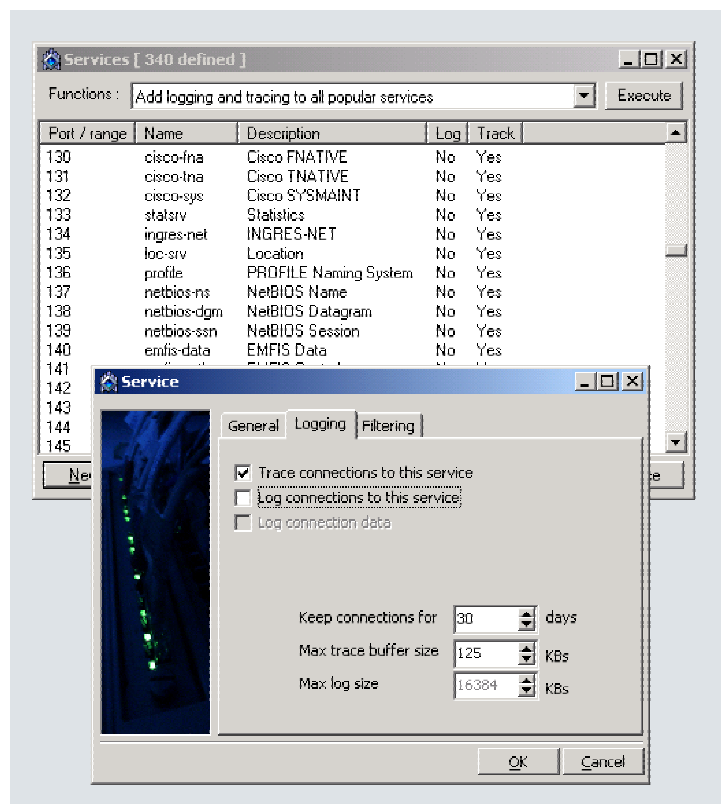 Services [ 340 defined ]
Functions : Add logging and tracing to all popular services Execute
Port / range Name Description Log Track
130 cisco-fna Cisco FNATIVE No Yes
131 cisco-tna Cisco TNATIVE No Yes
132 cisco-sys Cisco SYSMAINT No Yes
133 statsrv Statistics No Yes
134 ingres-net INGRES-NET No Yes
135 loc-srv Location No Yes
136 profile PROFILE Naming System No Yes
137 netbios-ns NetBIOS Name No Yes
138 netbios-dgm NetBIOS Datagram No Yes
139 netbios-ssn NetBIOS Session No Yes
140 emfis-data EMFIS Data No Yes
141
142
143
144
145
Service
General Logging Filtering
Trace connections to this service
Log connections to this service
Log connection data
Keep connections for 30 days
Max trace buffer size 125 KBs
Max log size 16384 KBs
OK Cancel